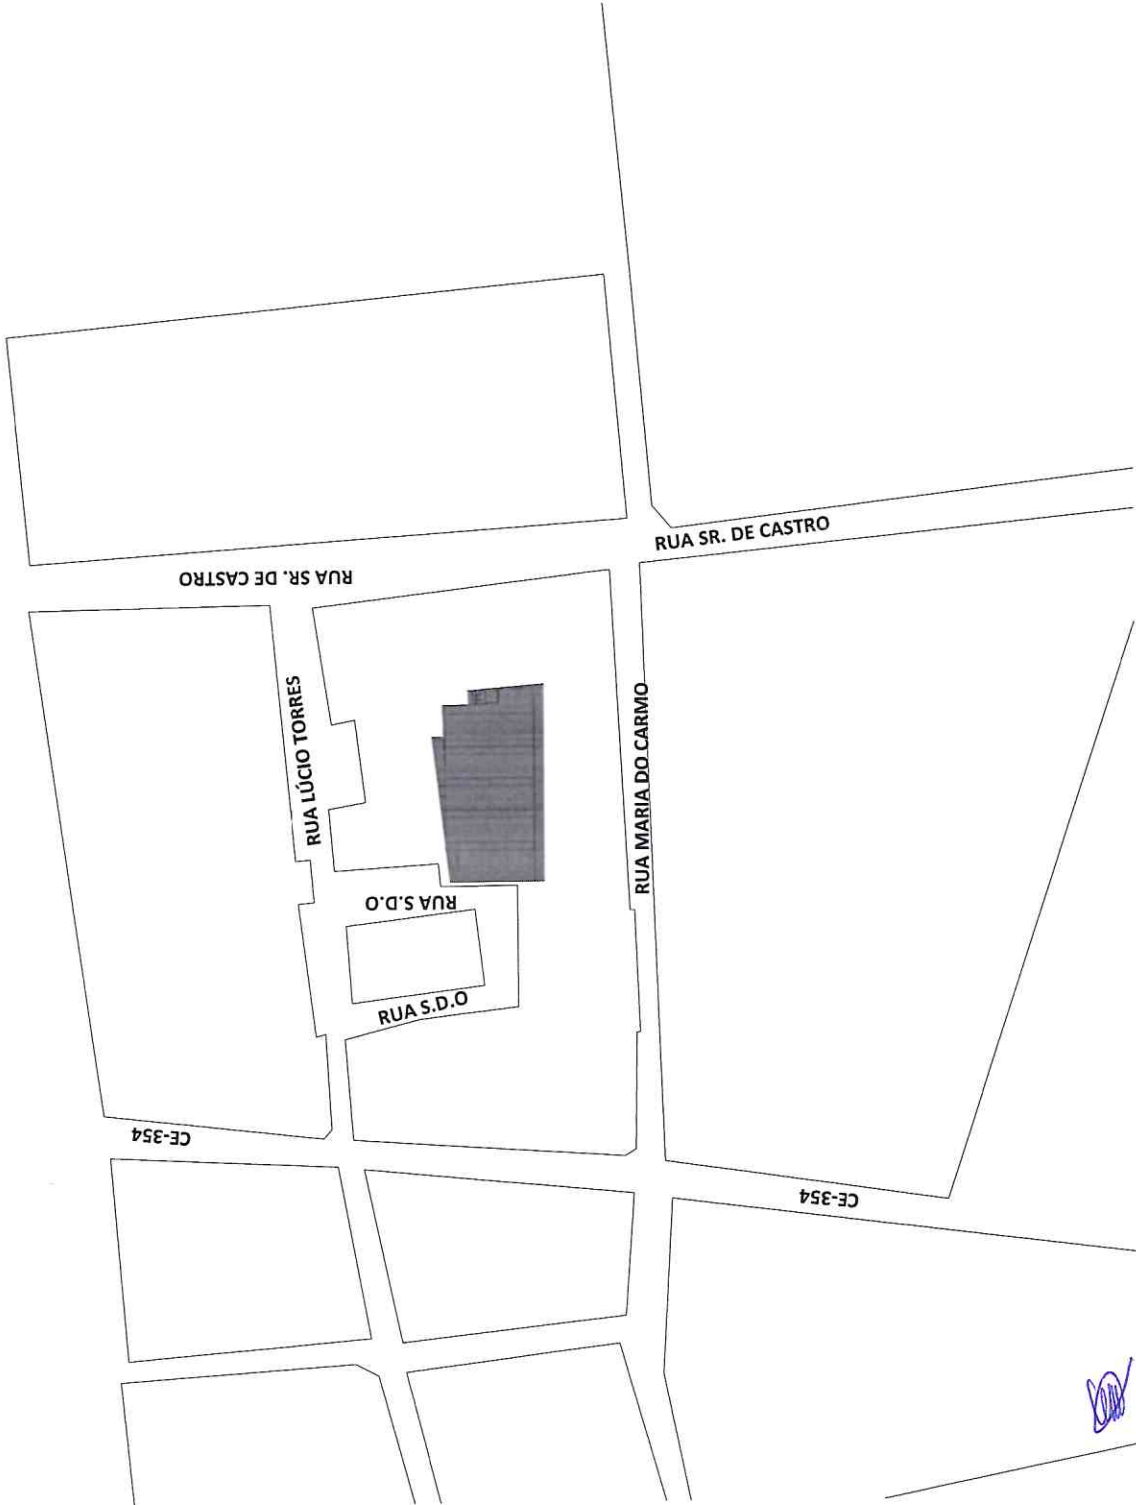 RUA SR. DE CASTRO
RUA SR. DE CASTRO
RUA LÚCIO TORRES
RUA MARIA DO CARMO
RUA S.D.O
RUA S.D.O
CE-354
CE-354